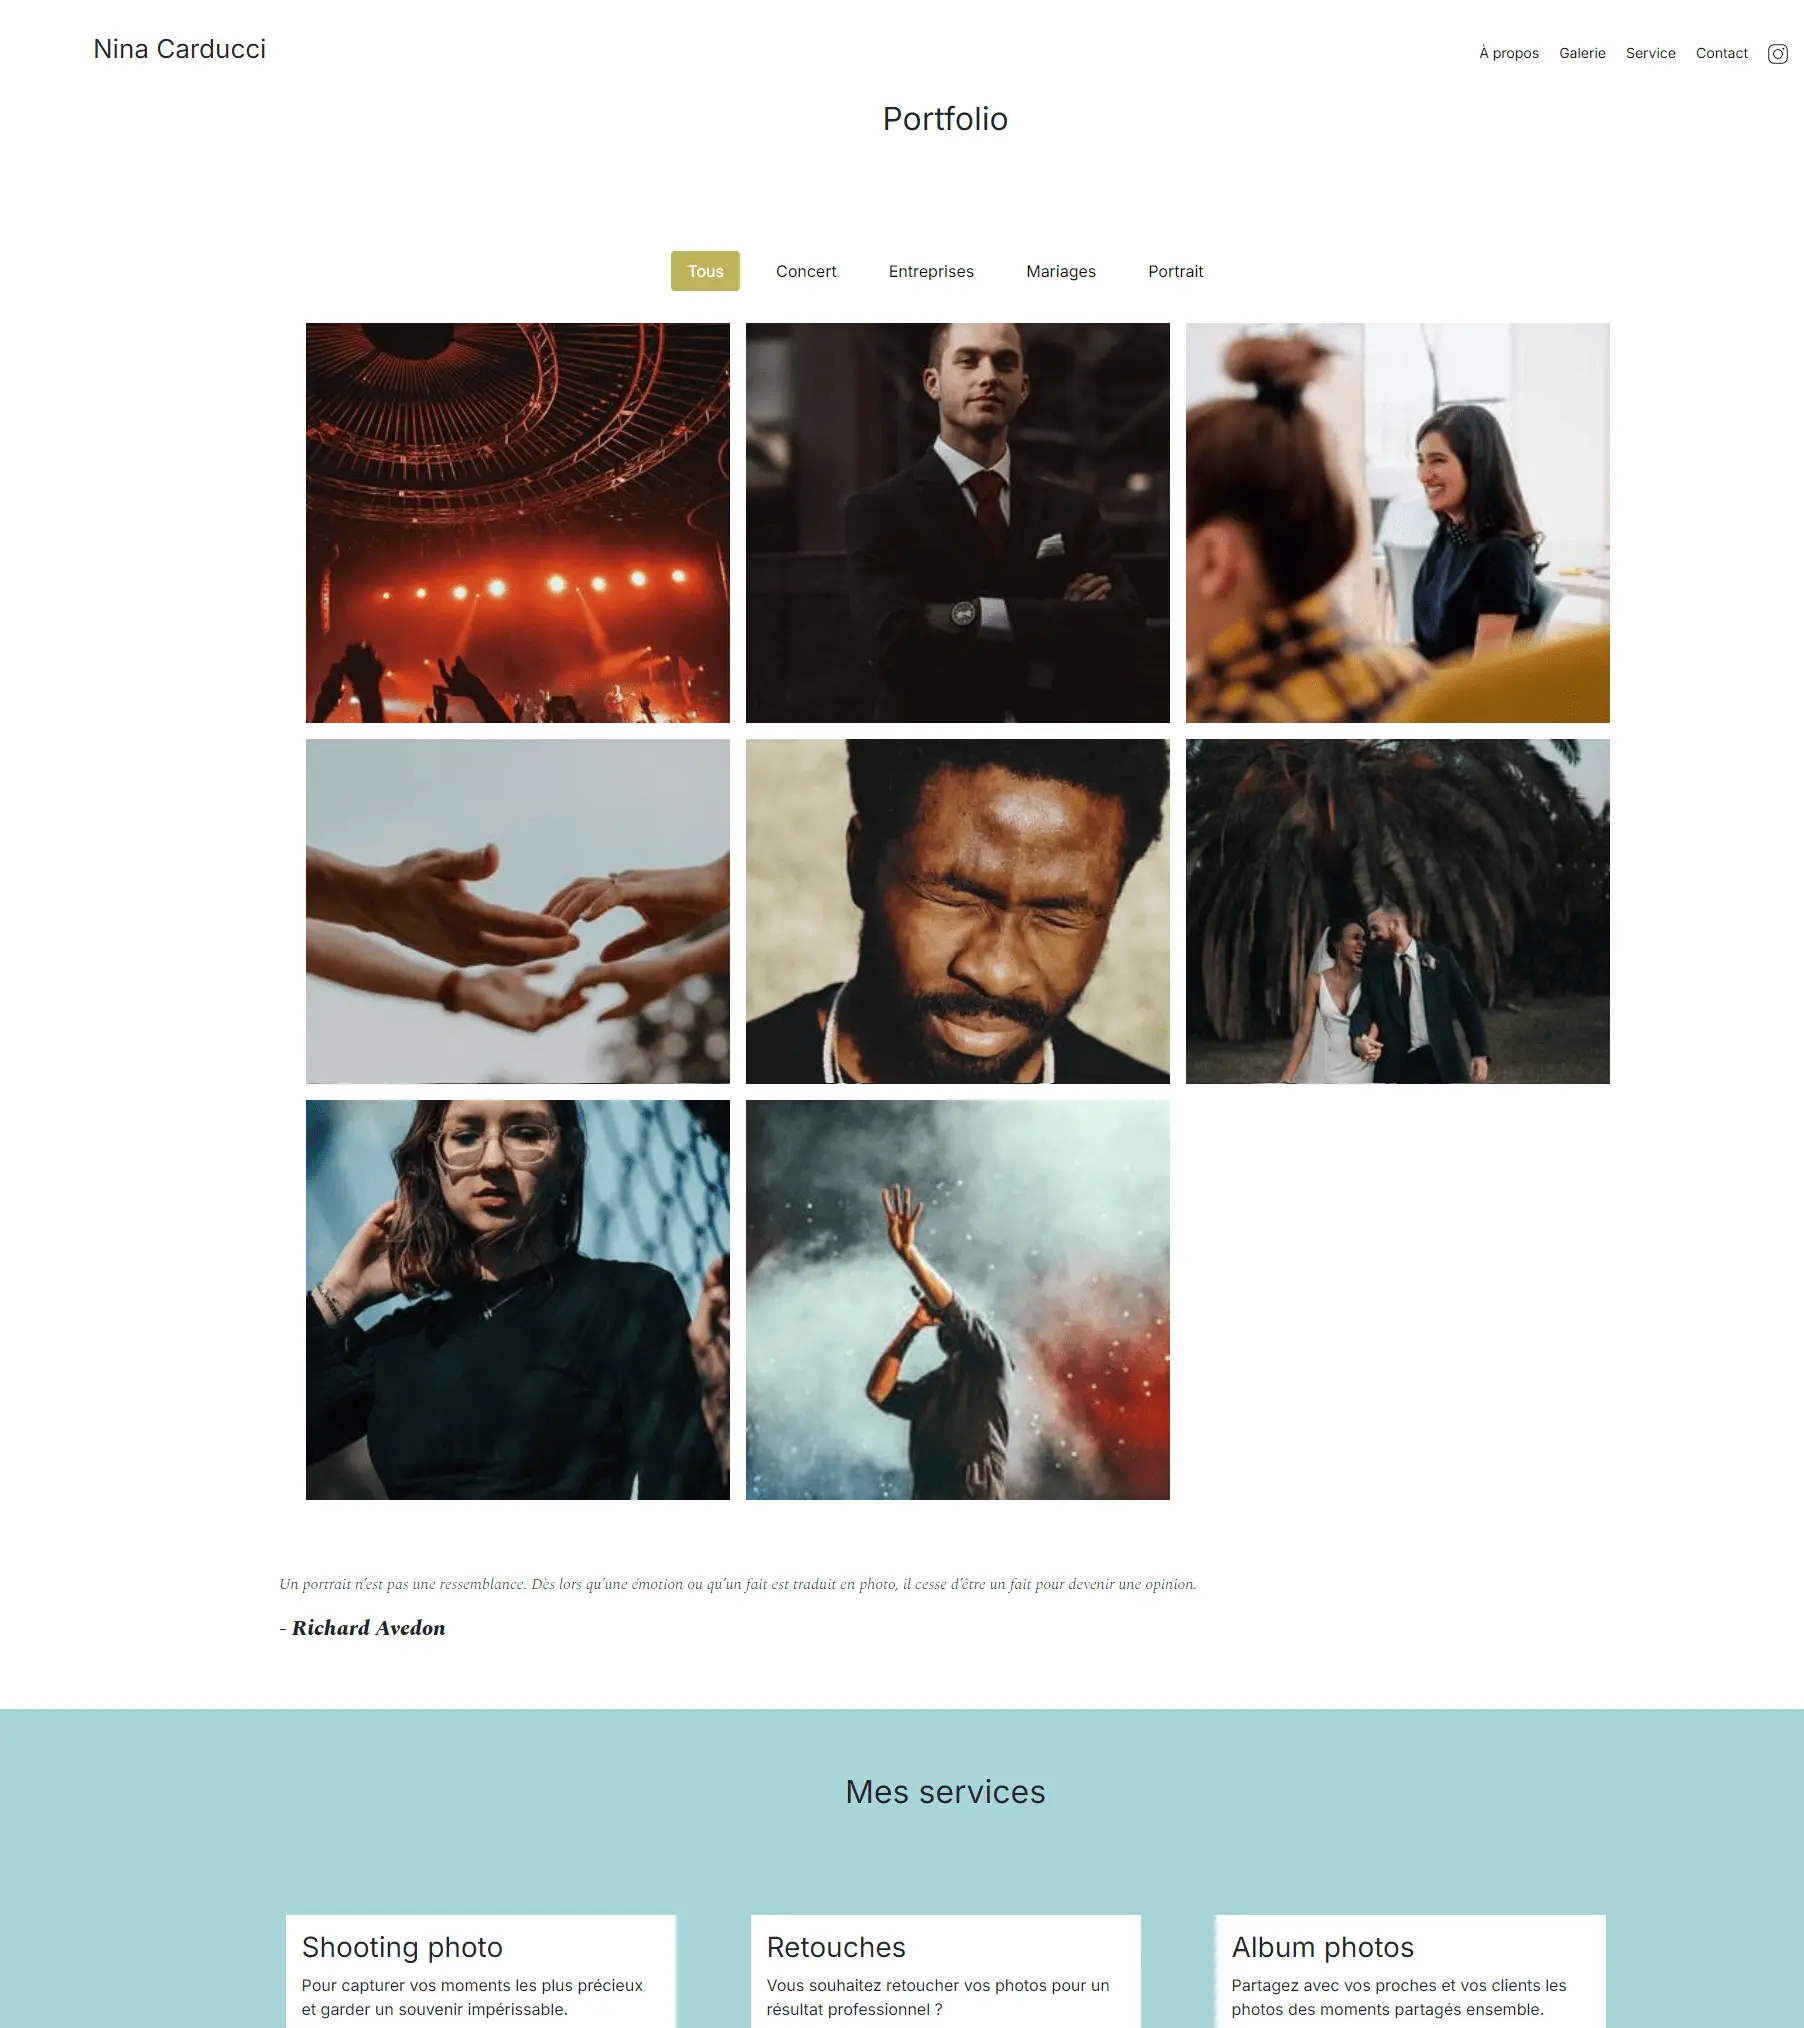 Nina Carducci
À propos Galerie Service Contact
Portfolio
Tous Concert Entreprises Mariages Portrait
Un portrait n'est pas une ressemblance. Dès lors qu'une émotion ou qu'un fait est traduit en photo, il cesse d'être un fait pour devenir une opinion.
- Richard Avedon
Mes services
Shooting photo
Pour capturer vos moments les plus précieux
et garder un souvenir impérissable.
Retouches
Vous souhaitez retoucher vos photos pour un
résultat professionnel ?
Album photos
Partagez avec vos proches et vos clients les
photos des moments partagés ensemble.